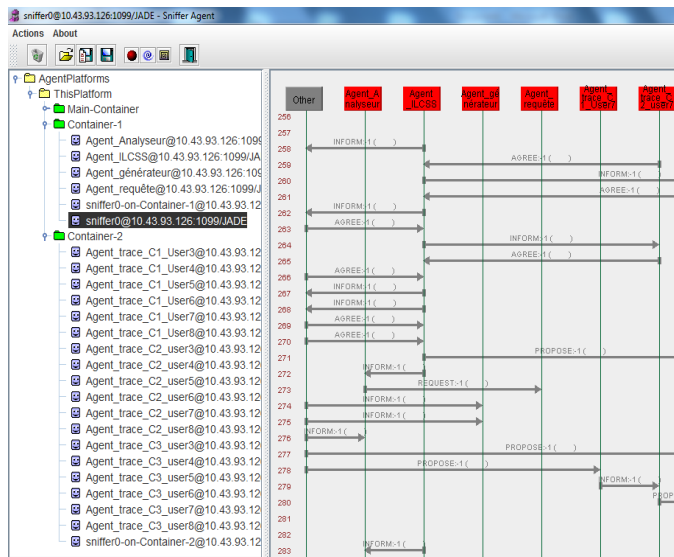 sniffer0@10.43.93.126:1099/JADE - Sniffer Agent
Actions About
AgentPlatforms
ThisPlatform
Main-Container
Container-1
Agent_Analyseur@10.43.93.126:1099
Agent_ILCSS@10.43.93.126:1099/JA
Agent_générateur@10.43.93.126:109
Agent_requête@10.43.93.126:1099/J
sniffer0-on-Container-1@10.43.93.12
sniffer0@10.43.93.126:1099/JADE
Container-2
Agent_trace_C1_User3@10.43.93.12
Agent_trace_C1_User4@10.43.93.12
Agent_trace_C1_User5@10.43.93.12
Agent_trace_C1_User6@10.43.93.12
Agent_trace_C1_User7@10.43.93.12
Agent_trace_C1_User8@10.43.93.12
Agent_trace_C2_user3@10.43.93.12
Agent_trace_C2_user4@10.43.93.12
Agent_trace_C2_user5@10.43.93.12
Agent_trace_C2_user6@10.43.93.12
Agent_trace_C2_user7@10.43.93.12
Agent_trace_C2_user8@10.43.93.12
Agent_trace_C3_user3@10.43.93.12
Agent_trace_C3_user4@10.43.93.12
Agent_trace_C3_user5@10.43.93.12
Agent_trace_C3_user6@10.43.93.12
Agent_trace_C3_user7@10.43.93.12
Agent_trace_C3_user8@10.43.93.12
sniffer0-on-Container-2@10.43.93.12
Other
Agent_A
nalyseur
Agent
_ILCSS
Agent_gé
nérateur
Agent_
requête
Agent_
trace_C
Agent_
trace_C
256
257
258 INFORM:-1 ( )
259 AGREE:-1 ( )
260 INFORM:-1 (
261 AGREE:-1 (
262 INFORM:-1 ( )
263 AGREE:-1 ( )
264 INFORM:-1 ( )
265 AGREE:-1 ( )
266 AGREE:-1 ( )
267 INFORM:-1 ( )
268 INFORM:-1 ( )
269 AGREE:-1 ( )
270 AGREE:-1 ( )
271 PROPOSE:-1 ( )
272 INFORM:-1 ( )
273 REQUEST:-1 ( )
274 INFORM:-1 ( )
275 INFORM:-1 ( )
276 INFORM:-1 ( )
277 PROPOSE:-1 ( )
278 PROPOSE:-1 ( )
279 INFORM:-1 ( )
280 PROP
281
282
283 INFORM:-1 ( )